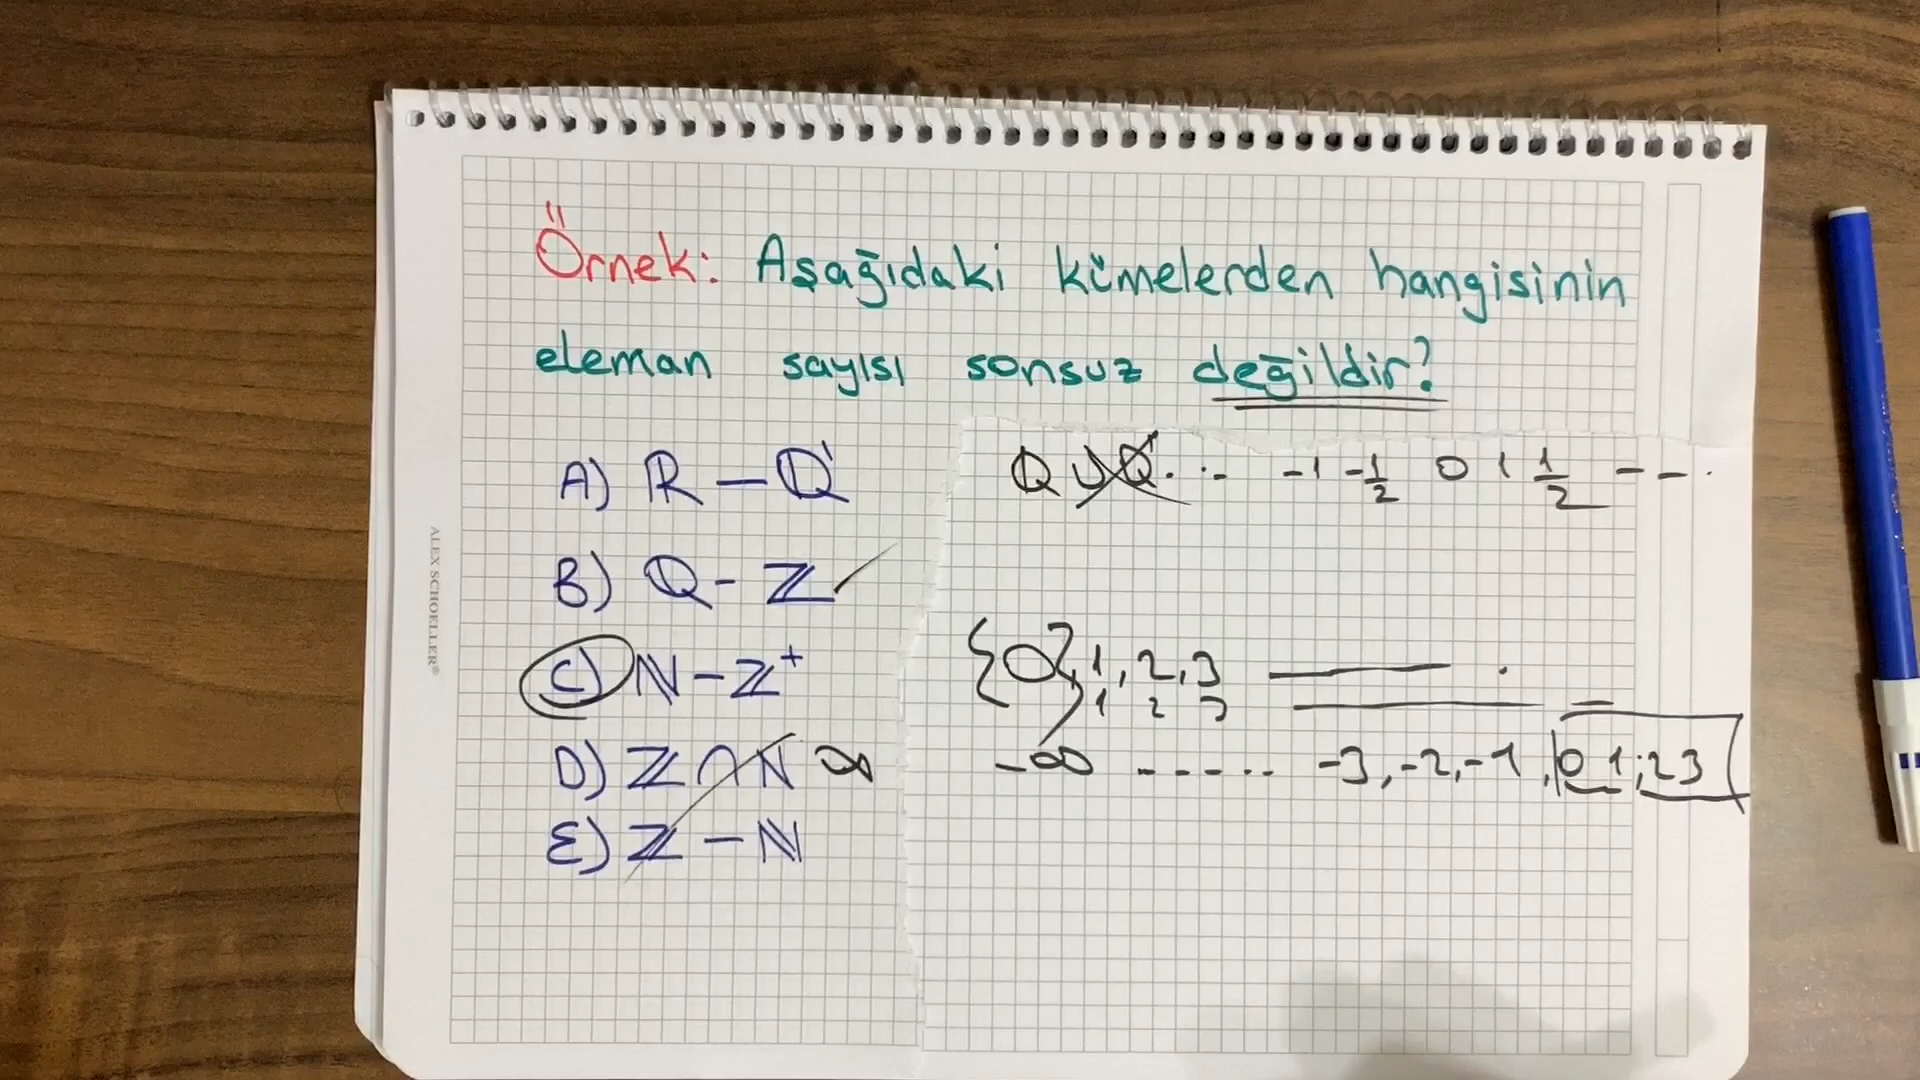 Örnek: Aşağıdaki kümelerden hangisinin
eleman sayısı sonsuz değildir?
A) ℝ – ℚ'
Q ∪ Q' -1 -1/2 0 1 1/2 ---.
B) ℚ - ℤ
C) ℕ - ℤ⁺
{0}, 1, 2, 3
1 2 3
D) ℤ ∩ ℕ ∞
-∞ ----- -3, -2, -1, 0 1, 2 3
E) ℤ - ℕ
ALEX SCHOELLER®